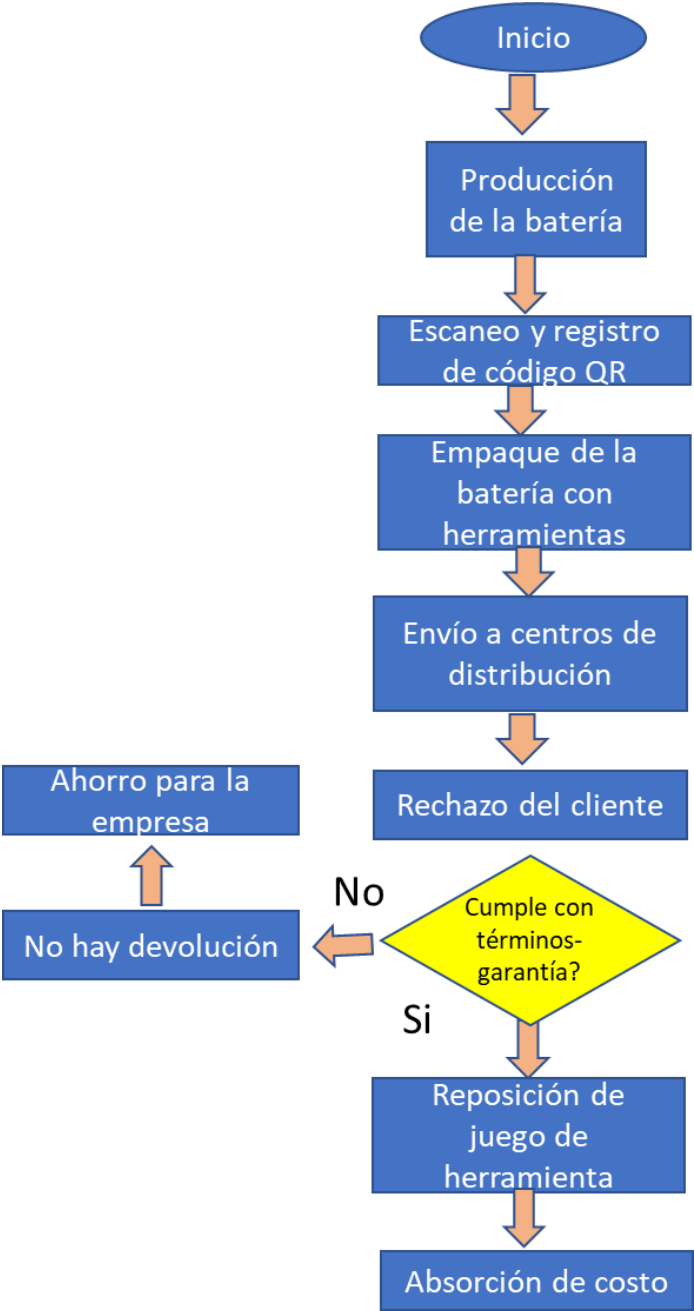 Inicio
Producción
de la batería
Escaneo y registro
de código QR
Empaque de la
batería con
herramientas
Envío a centros de
distribución
Rechazo del cliente
Ahorro para la
empresa
No
No hay devolución
Cumple con
términos-
garantía?
Si
Reposición de
juego de
herramienta
Absorción de costo